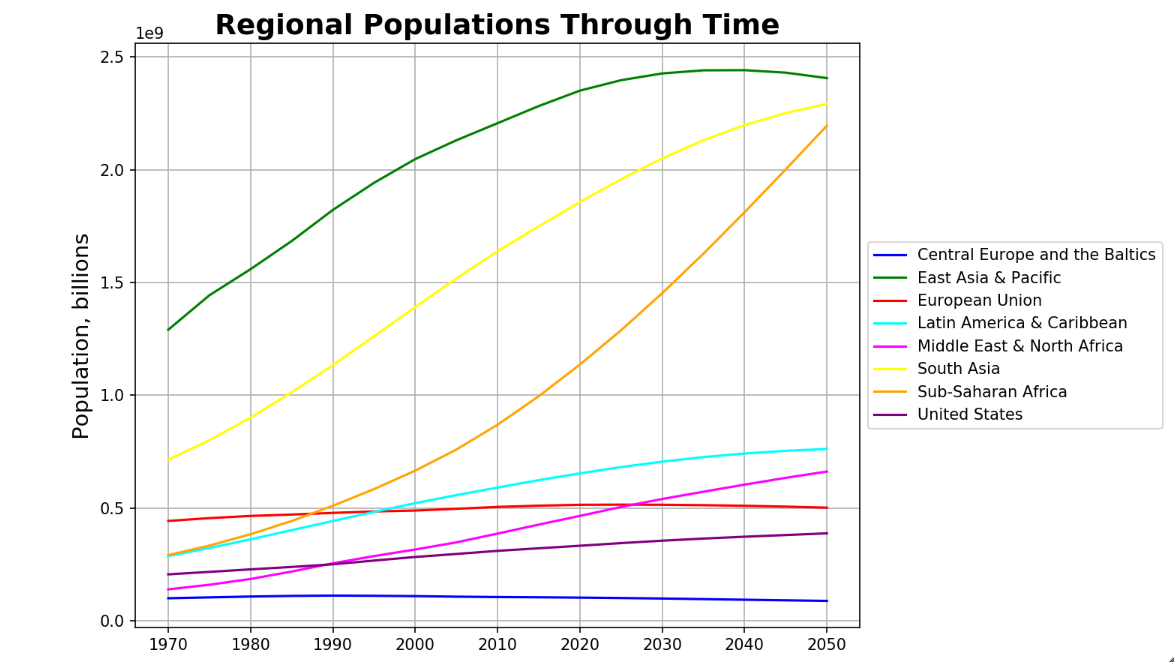 Regional Populations Through Time
1e9
2.5
2.0
1.5
1.0
0.5
0.0
Population, billions
1970 1980 1990 2000 2010 2020 2030 2040 2050
Central Europe and the Baltics
East Asia & Pacific
European Union
Latin America & Caribbean
Middle East & North Africa
South Asia
Sub-Saharan Africa
United States